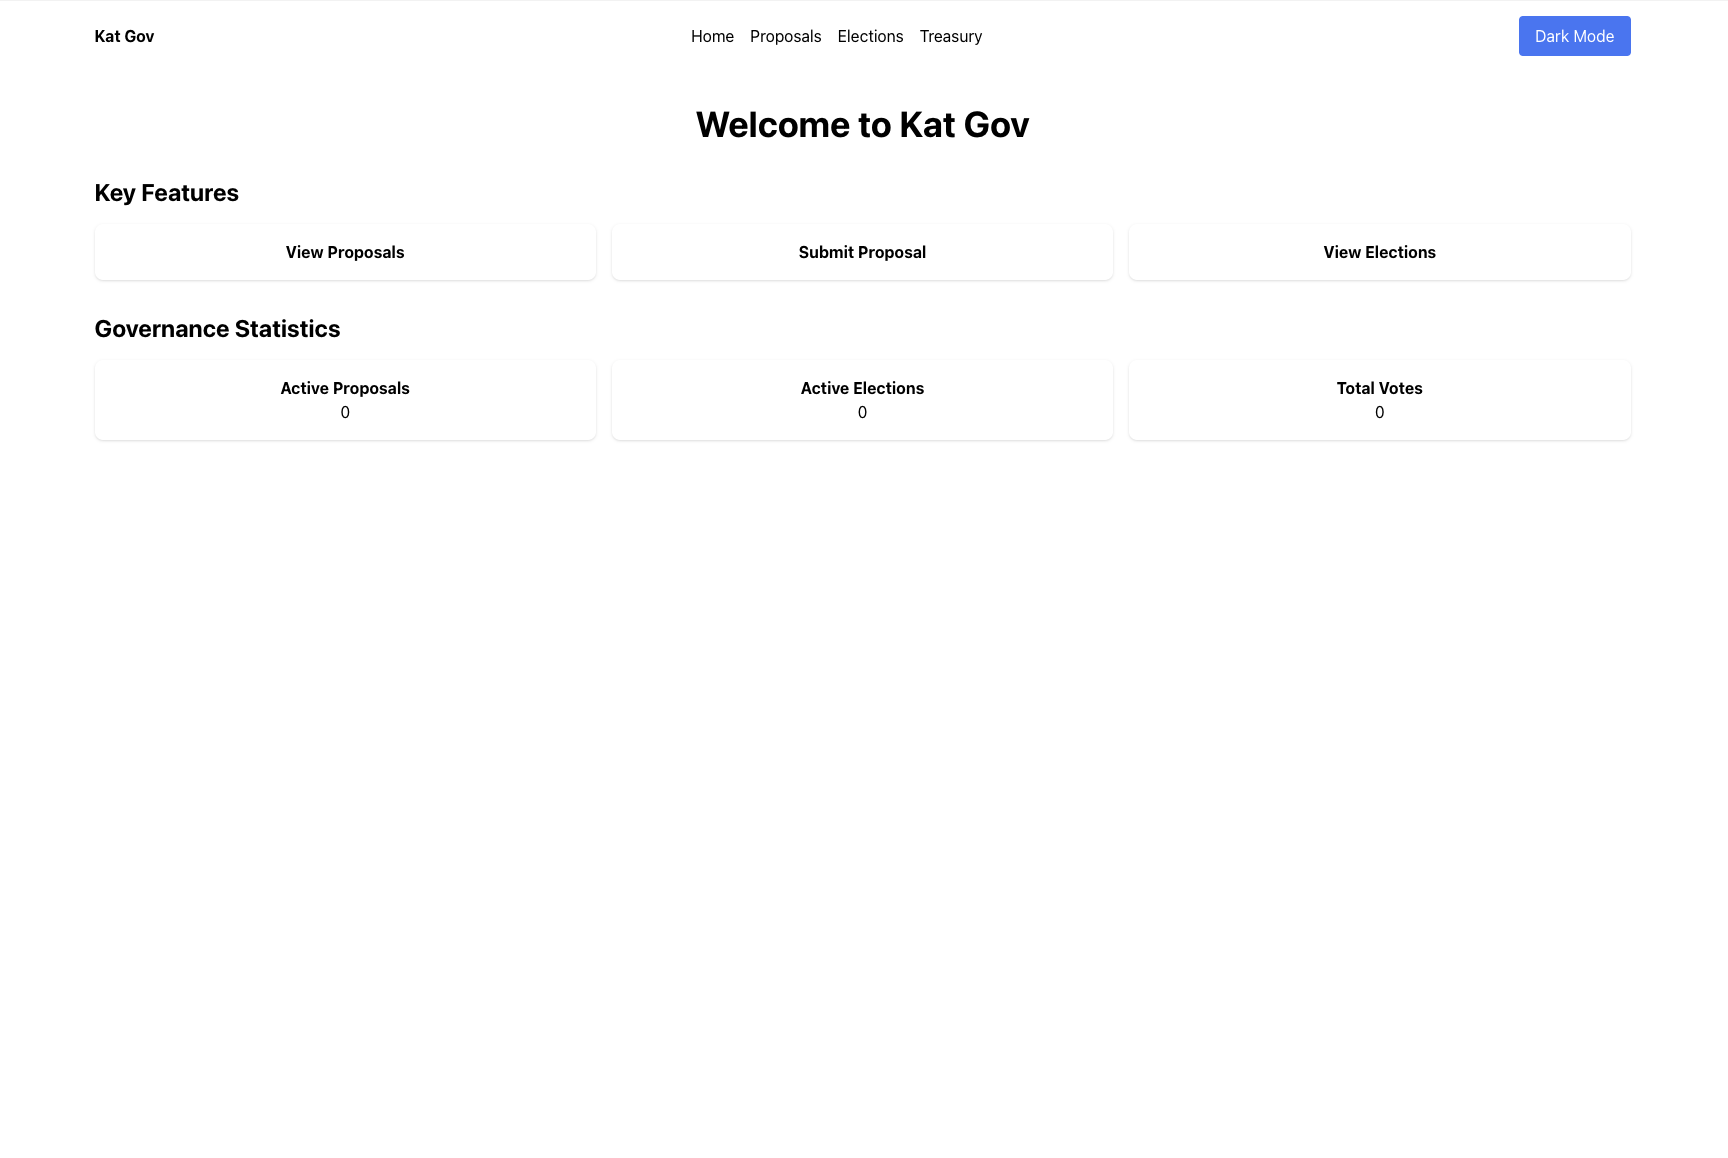 Kat Gov
Home Proposals Elections Treasury
Dark Mode
Welcome to Kat Gov
Key Features
View Proposals
Submit Proposal
View Elections
Governance Statistics
Active Proposals
0
Active Elections
0
Total Votes
0